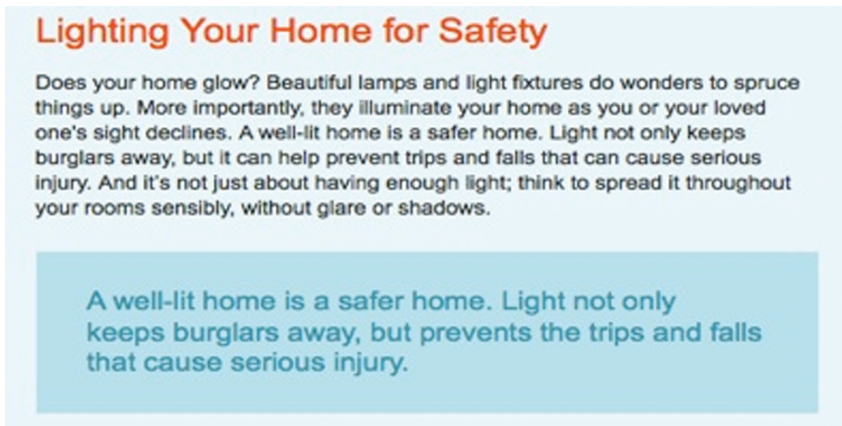 Lighting Your Home for Safety
Does your home glow? Beautiful lamps and light fixtures do wonders to spruce
things up. More importantly, they illuminate your home as you or your loved
one's sight declines. A well-lit home is a safer home. Light not only keeps
burglars away, but it can help prevent trips and falls that can cause serious
injury. And it's not just about having enough light; think to spread it throughout
your rooms sensibly, without glare or shadows.
A well-lit home is a safer home. Light not only
keeps burglars away, but prevents the trips and falls
that cause serious injury.